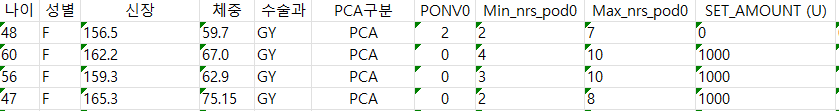 나이 성별 신장 체중 수술과 PCA구분 PONV0 Min_nrs_pod0 Max_nrs_pod0 SET_AMOUNT (U)
48 F 156.5 59.7 GY PCA 2 2 7 0
60 F 162.2 67.0 GY PCA 0 4 10 1000
56 F 159.3 62.9 GY PCA 0 3 10 1000
47 F 165.3 75.15 GY PCA 0 2 8 1000